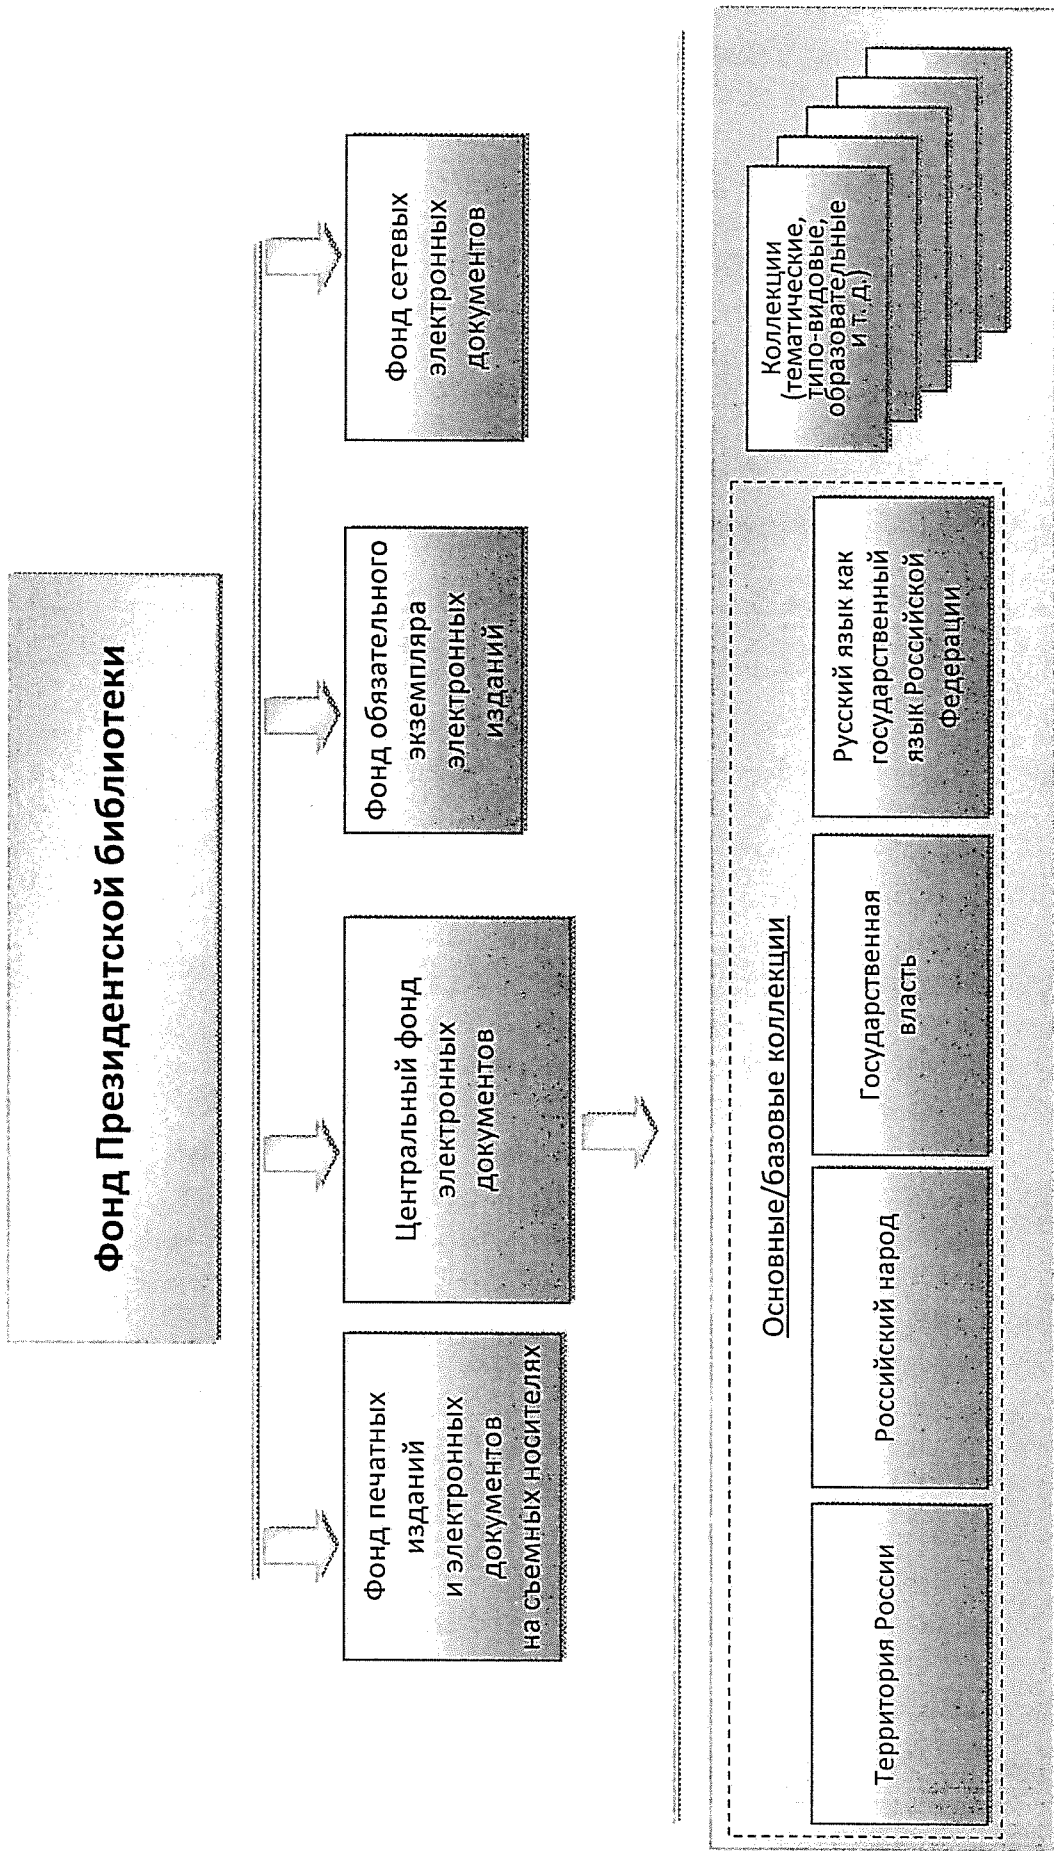 Фонд Президентской библиотеки
Фонд печатных
изданий
и электронных
документов
на съемных носителях
Центральный фонд
электронных
документов
Фонд обязательного
экземпляра
электронных
изданий
Фонд сетевых
электронных
документов
Основные/базовые коллекции
Территория России
Российский народ
Государственная
власть
Русский язык как
государственный
язык Российской
Федерации
Коллекции
(тематические,
типо-видовые,
образовательные
и т. д.)